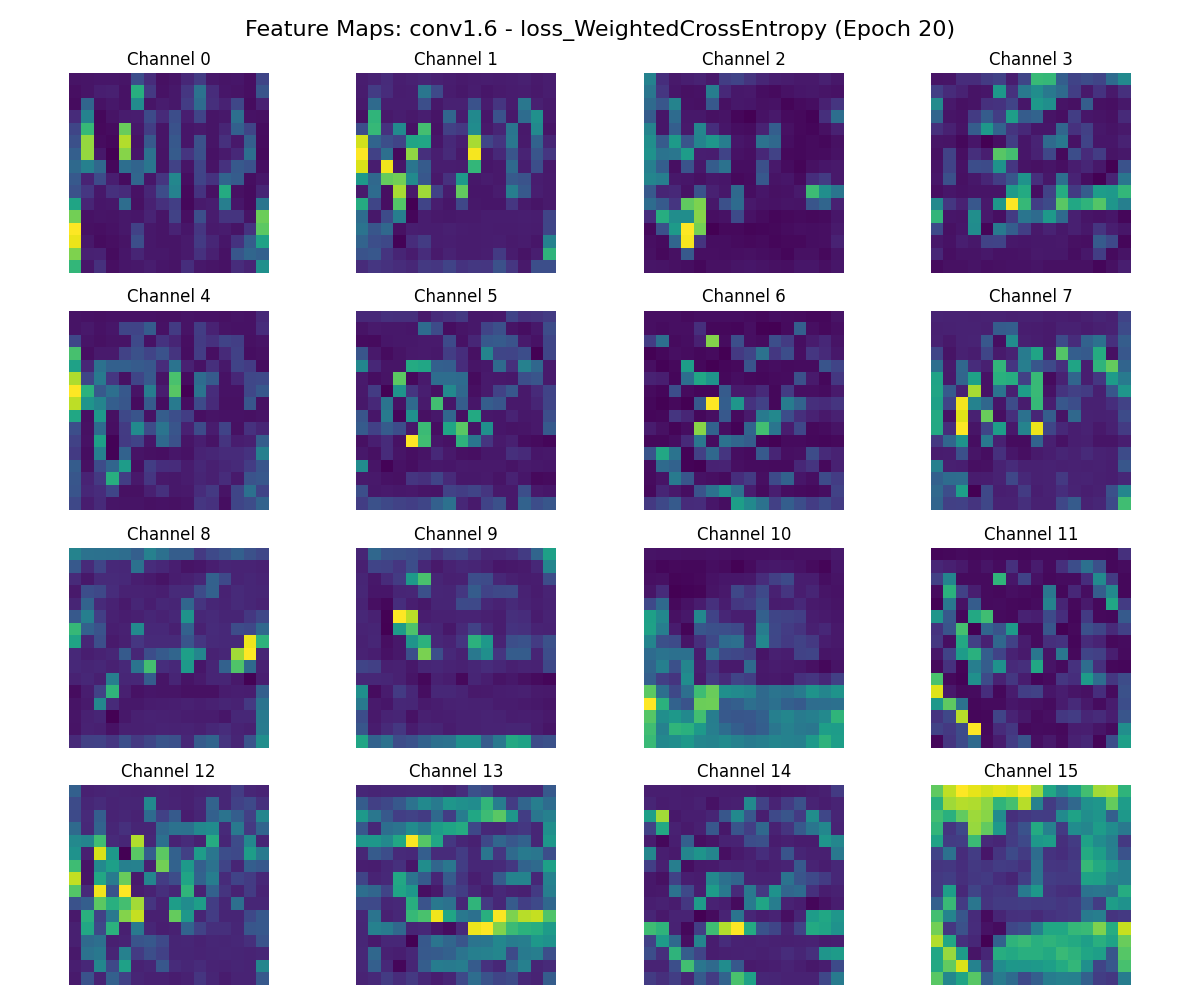 Feature Maps: conv1.6 - loss_WeightedCrossEntropy (Epoch 20)
Channel 0
Channel 1
Channel 2
Channel 3
Channel 4
Channel 5
Channel 6
Channel 7
Channel 8
Channel 9
Channel 10
Channel 11
Channel 12
Channel 13
Channel 14
Channel 15